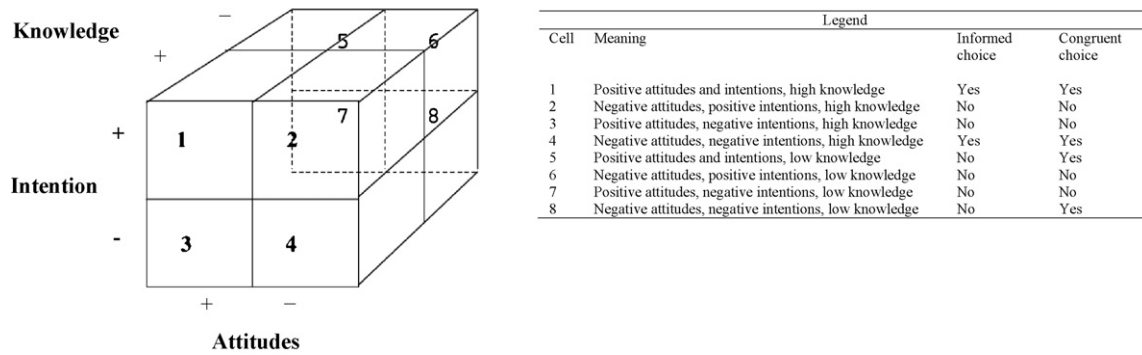 Knowledge
−
+
5
6
+
1
2
7
8
Intention
-
3
4
+
−
Attitudes
Legend
Cell Meaning Informed choice Congruent choice
1 Positive attitudes and intentions, high knowledge Yes Yes
2 Negative attitudes, positive intentions, high knowledge No No
3 Positive attitudes, negative intentions, high knowledge No No
4 Negative attitudes, negative intentions, high knowledge Yes Yes
5 Positive attitudes and intentions, low knowledge No Yes
6 Negative attitudes, positive intentions, low knowledge No No
7 Positive attitudes, negative intentions, low knowledge No No
8 Negative attitudes, negative intentions, low knowledge No Yes